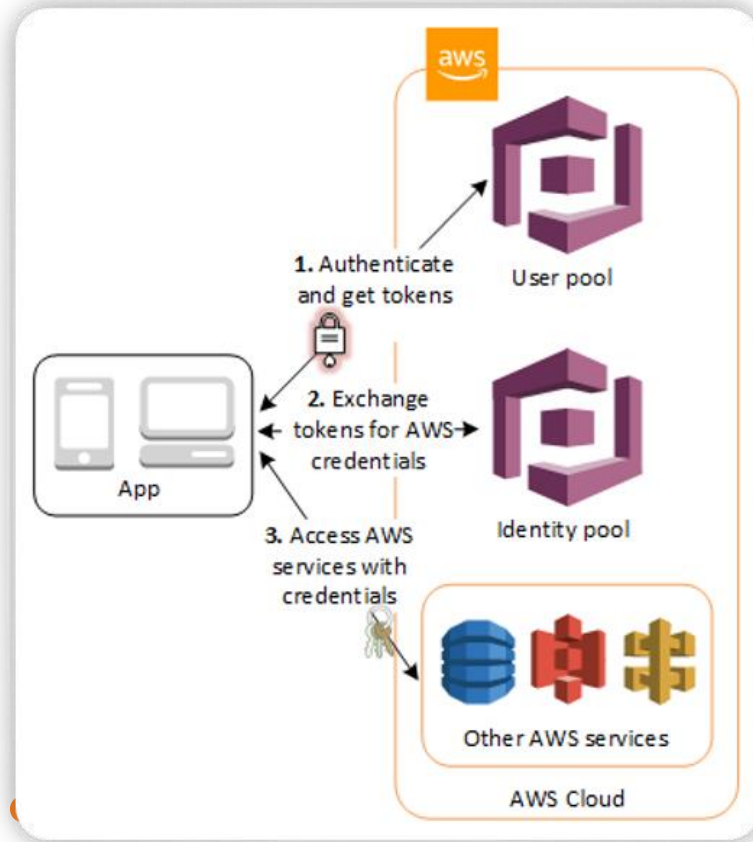 aws
User pool
1. Authenticate
and get tokens
2. Exchange
tokens for AWS
credentials
App
Identity pool
3. Access AWS
services with
credentials
Other AWS services
AWS Cloud